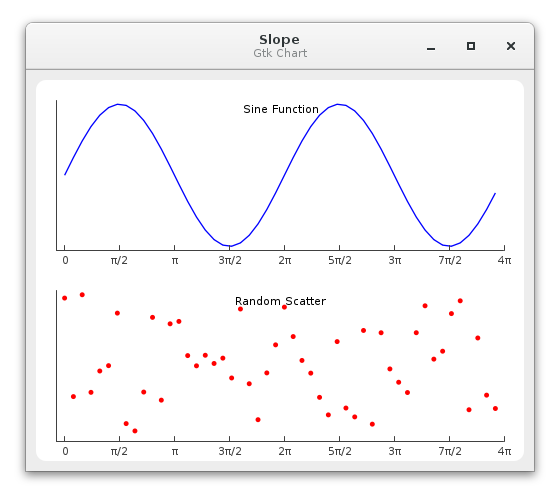 Slope
Gtk Chart
Sine Function
0 π/2 π 3π/2 2π 5π/2 3π 7π/2 4π
Random Scatter
0 π/2 π 3π/2 2π 5π/2 3π 7π/2 4π